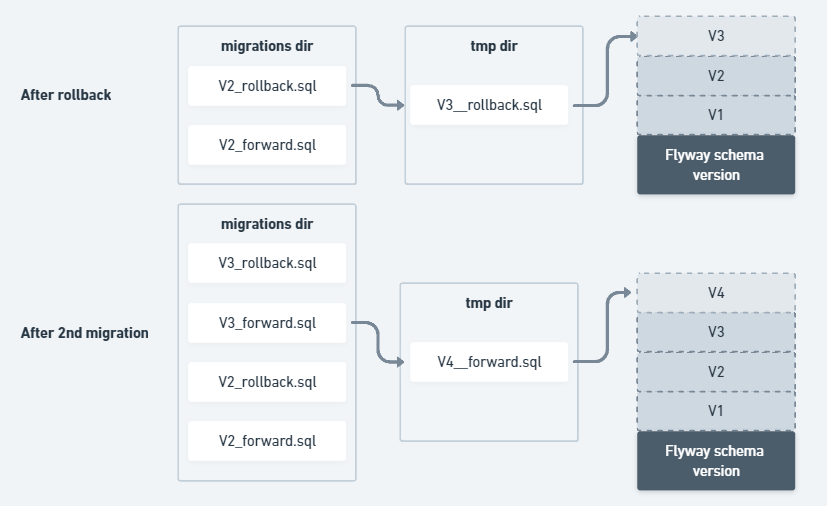 After rollback
migrations dir
V2_rollback.sql
V2_forward.sql
tmp dir
V3__rollback.sql
V3
V2
V1
Flyway schema
version
After 2nd migration
migrations dir
V3_rollback.sql
V3_forward.sql
V2_rollback.sql
V2_forward.sql
tmp dir
V4__forward.sql
V4
V3
V2
V1
Flyway schema
version